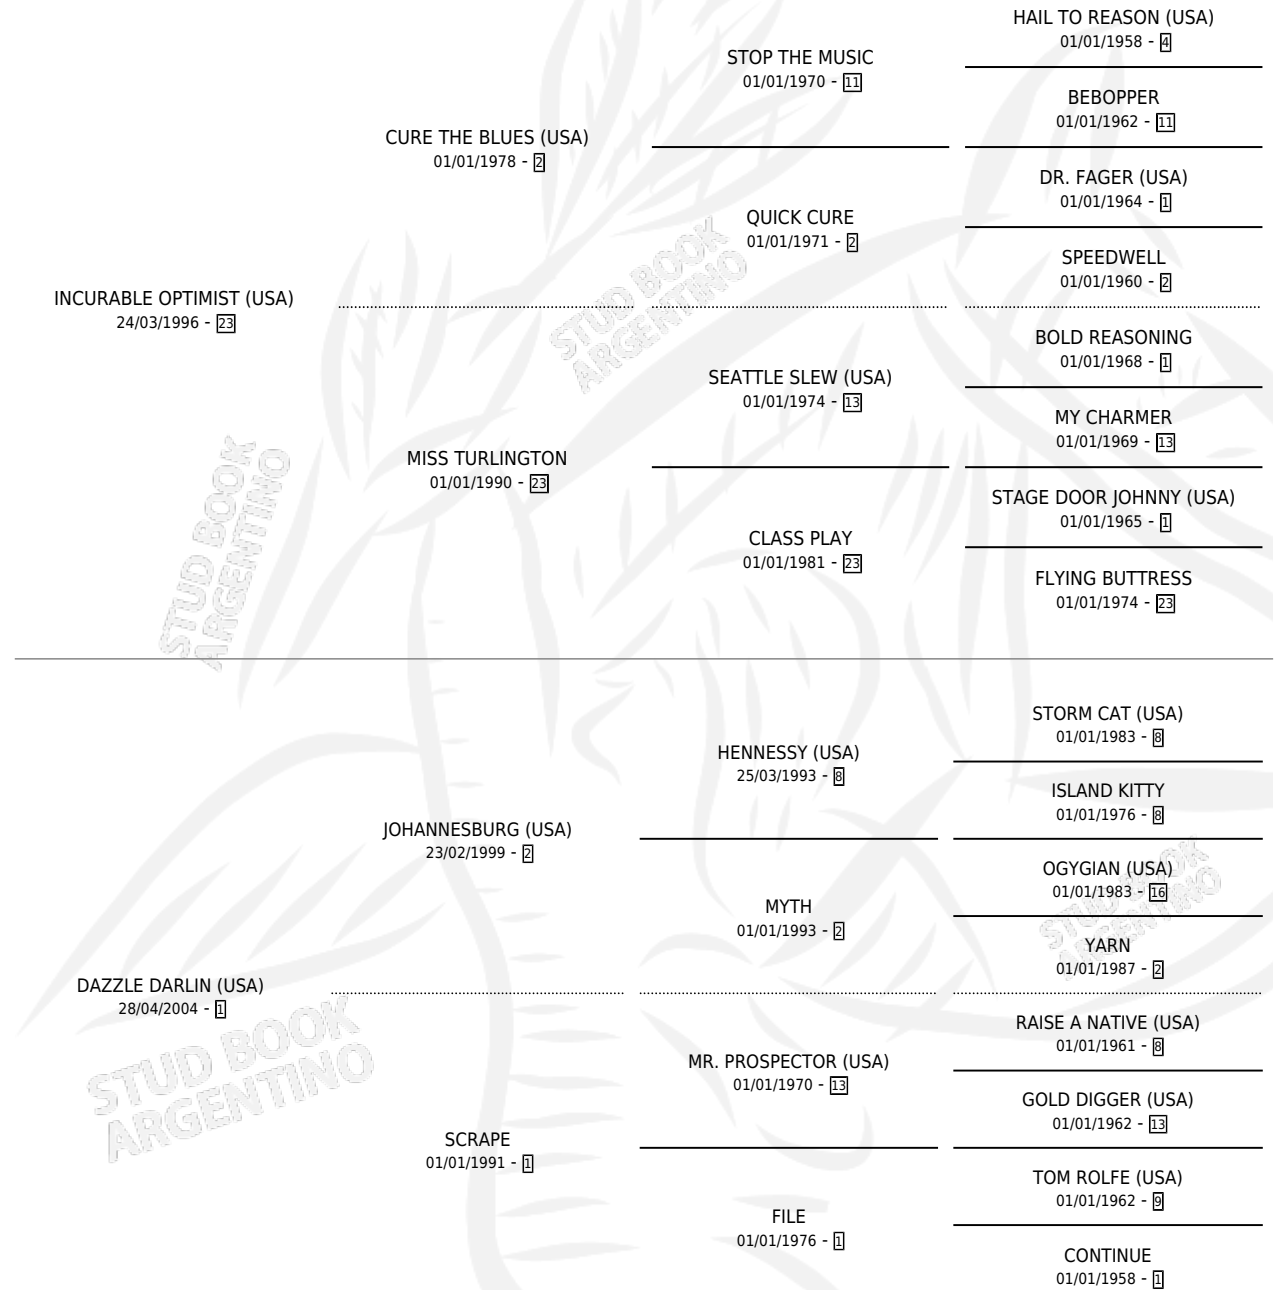 HAIL TO REASON (USA)
01/01/1958 - 4
STOP THE MUSIC
01/01/1970 - 11
BEBOPPER
01/01/1962 - 11
CURE THE BLUES (USA)
01/01/1978 - 2
DR. FAGER (USA)
01/01/1964 - 1
QUICK CURE
01/01/1971 - 2
SPEEDWELL
01/01/1960 - 2
INCURABLE OPTIMIST (USA)
24/03/1996 - 23
BOLD REASONING
01/01/1968 - 1
SEATTLE SLEW (USA)
01/01/1974 - 13
MY CHARMER
01/01/1969 - 13
MISS TURLINGTON
01/01/1990 - 23
STAGE DOOR JOHNNY (USA)
01/01/1965 - 1
CLASS PLAY
01/01/1981 - 23
FLYING BUTTRESS
01/01/1974 - 23
STORM CAT (USA)
01/01/1983 - 8
HENNESSY (USA)
25/03/1993 - 8
ISLAND KITTY
01/01/1976 - 8
JOHANNESBURG (USA)
23/02/1999 - 2
OGYGIAN (USA)
01/01/1983 - 16
MYTH
01/01/1993 - 2
YARN
01/01/1987 - 2
DAZZLE DARLIN (USA)
28/04/2004 - 1
RAISE A NATIVE (USA)
01/01/1961 - 8
MR. PROSPECTOR (USA)
01/01/1970 - 13
GOLD DIGGER (USA)
01/01/1962 - 13
SCRAPE
01/01/1991 - 1
TOM ROLFE (USA)
01/01/1962 - 9
FILE
01/01/1976 - 1
CONTINUE
01/01/1958 - 1
STUD BOOK
ARGENTINO
STUD BOOK
ARGENTINO
STUD BOOK
ARGENTINO
STUD BOOK
ARGENTINO